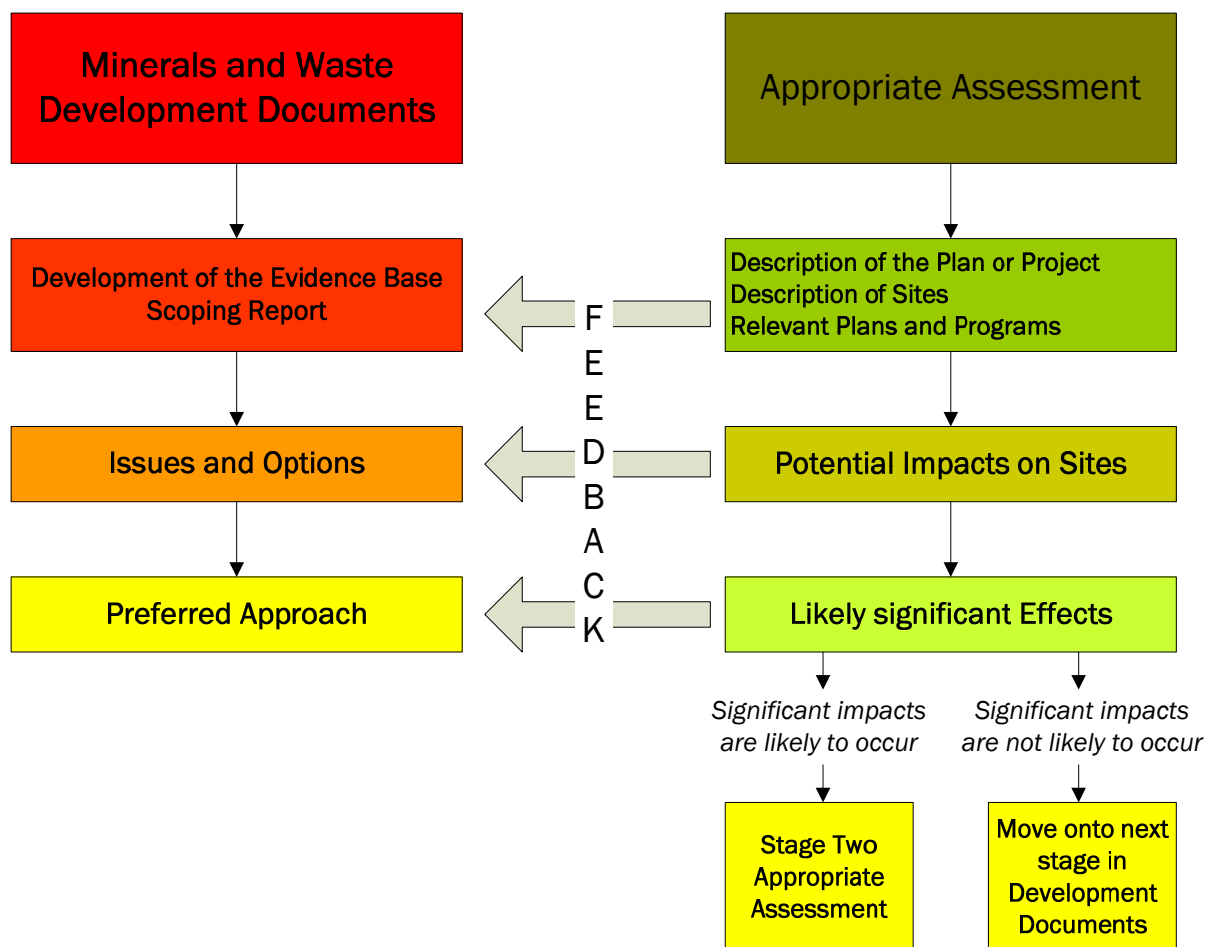 Minerals and Waste
Development Documents
Appropriate Assessment
Development of the Evidence Base
Scoping Report
Description of the Plan or Project
Description of Sites
Relevant Plans and Programs
F
E
E
D
B
A
C
K
Issues and Options
Potential Impacts on Sites
Preferred Approach
Likely significant Effects
Significant impacts
are likely to occur
Significant impacts
are not likely to occur
Stage Two
Appropriate
Assessment
Move onto next
stage in
Development
Documents